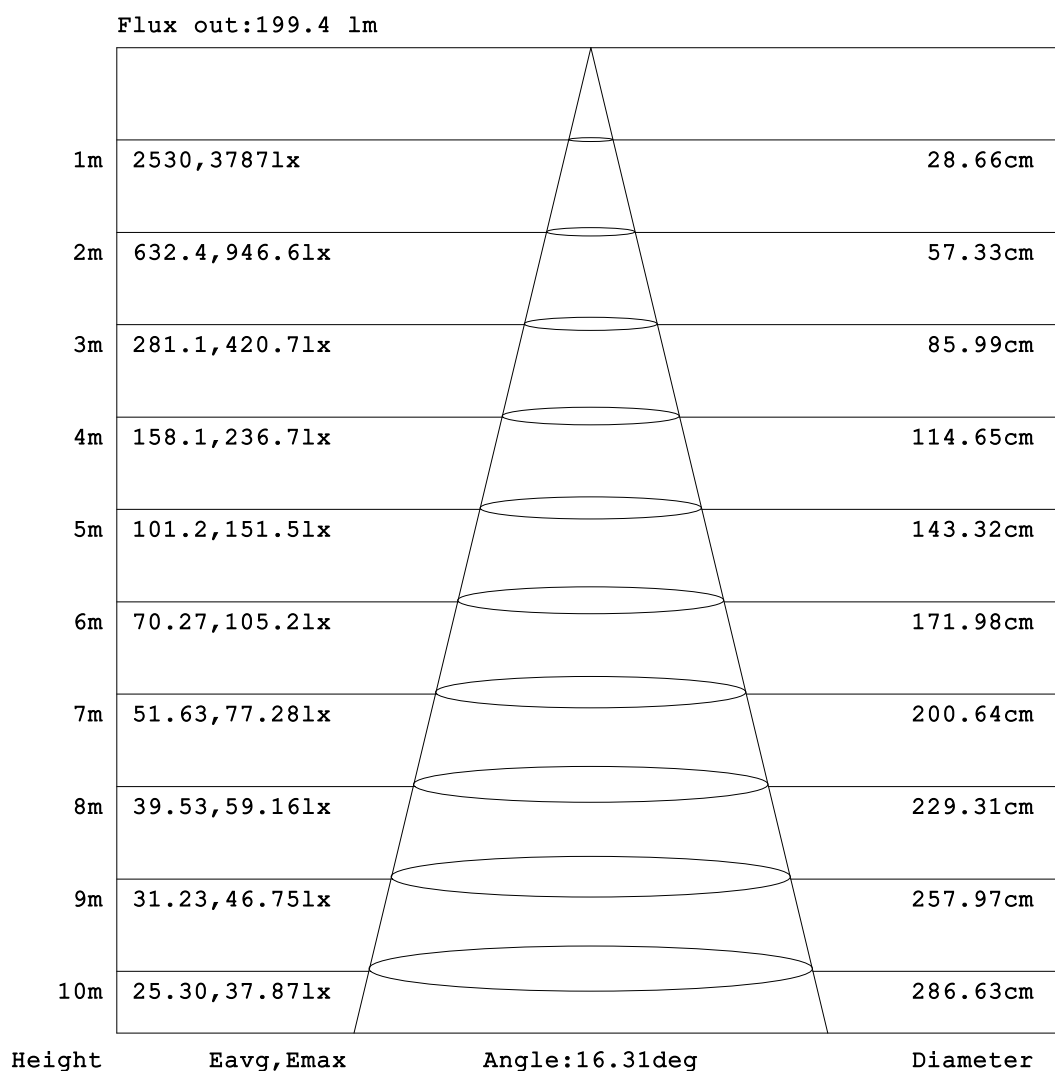 Flux out:199.4 lm
1m 2530,3787lx 28.66cm
2m 632.4,946.6lx 57.33cm
3m 281.1,420.7lx 85.99cm
4m 158.1,236.7lx 114.65cm
5m 101.2,151.5lx 143.32cm
6m 70.27,105.2lx 171.98cm
7m 51.63,77.28lx 200.64cm
8m 39.53,59.16lx 229.31cm
9m 31.23,46.75lx 257.97cm
10m 25.30,37.87lx 286.63cm
Height Eavg,Emax Angle:16.31deg Diameter